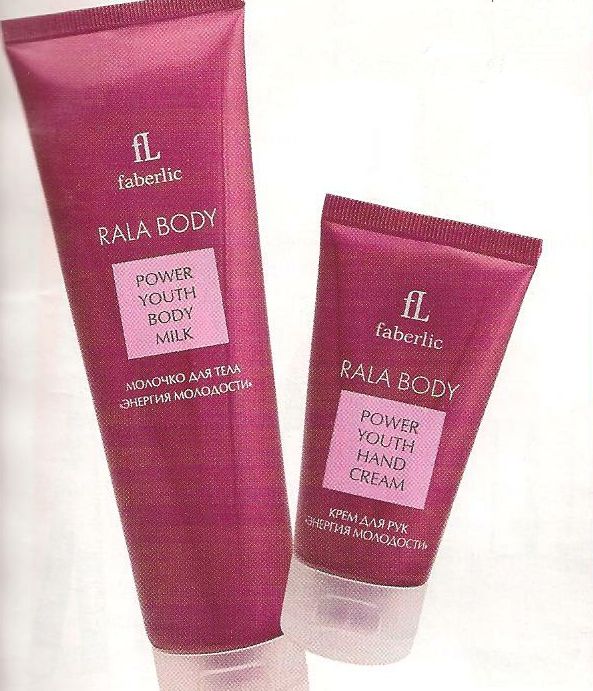 fL
faberlic
RALA BODY
POWER
YOUTH
BODY
MILK
МОЛОЧКО ДЛЯ ТЕЛА
«ЭНЕРГИЯ МОЛОДОСТИ»
fL
faberlic
RALA BODY
POWER
YOUTH
HAND
CREAM
КРЕМ ДЛЯ РУК
«ЭНЕРГИЯ МОЛОДОСТИ»